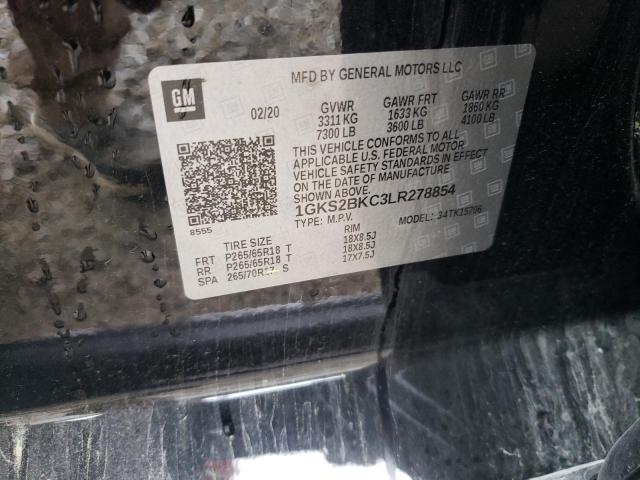 MFD BY GENERAL MOTORS LLC
GM
02/20 GVWR GAWR FRT GAWR RR
3311 KG 1633 KG 1860 KG
7300 LB 3600 LB 4100 LB
THIS VEHICLE CONFORMS TO ALL
APPLICABLE U.S. FEDERAL MOTOR
VEHICLE SAFETY STANDARDS IN EFFECT
ON THE DATE OF MANUFACTURE
SHOWN ABOVE.
1GKS2BKC3LR278854
8555 TYPE: M.P.V. MODEL:
TIRE SIZE RIM
FRT P265/65R18 T 18X8.5J
RR P265/65R18 T 18X8.5J
SPA 265/70R17 S 17X7.5J